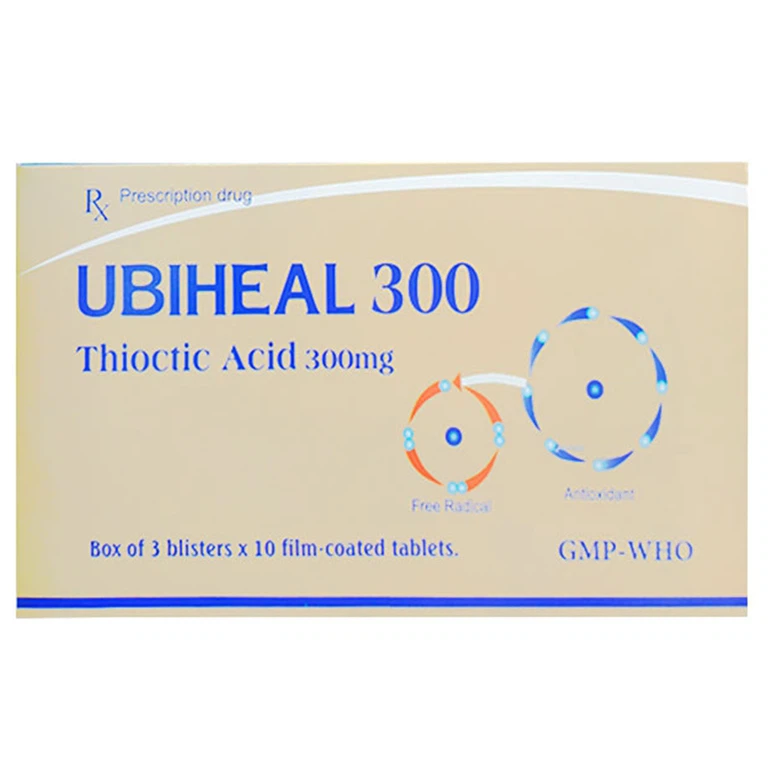 Rx Prescription drug
UBIHEAL 300
Thioctic Acid 300mg
Free Radical
Antioxidant
Box of 3 blisters x 10 film-coated tablets.
GMP-WHO